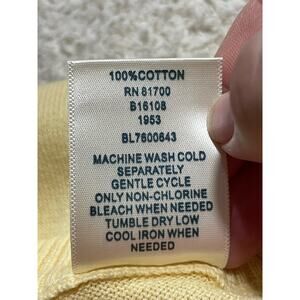 100%COTTON
RN 81700
B16108
1953
BL7600643
MACHINE WASH COLD
SEPARATELY
GENTLE CYCLE
ONLY NON-CHLORINE
BLEACH WHEN NEEDED
TUMBLE DRY LOW
COOL IRON WHEN
NEEDED